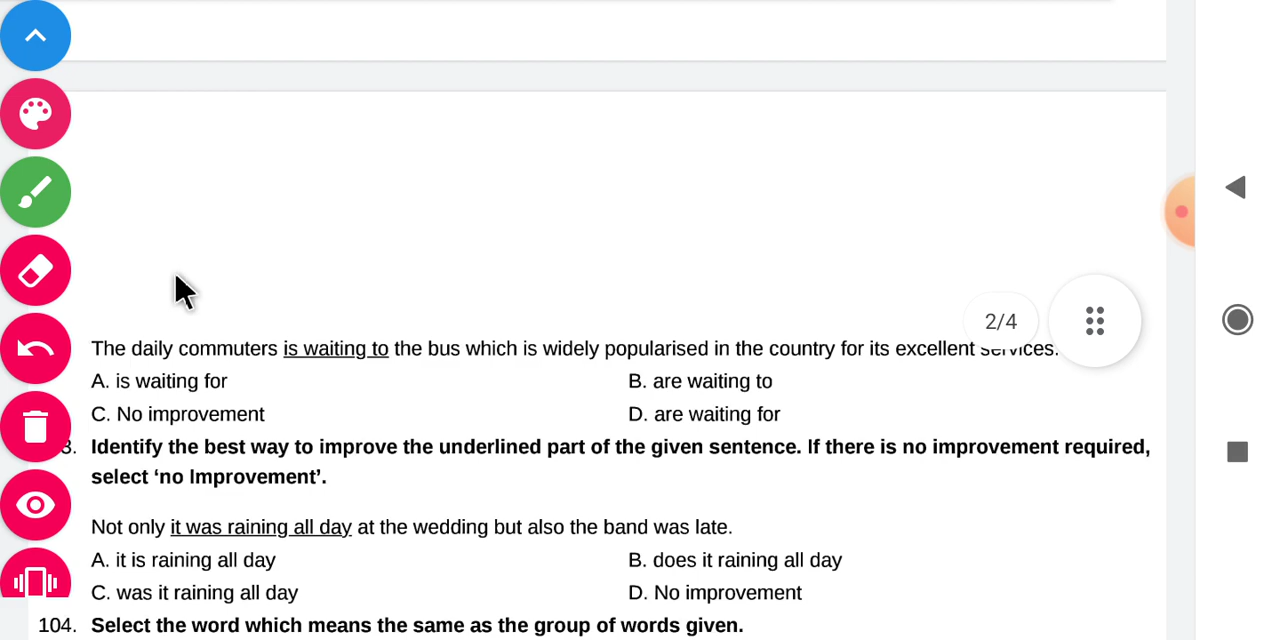 2/4
The daily commuters is waiting to the bus which is widely popularised in the country for its excellent services.
A. is waiting for B. are waiting to
C. No improvement D. are waiting for
3. Identify the best way to improve the underlined part of the given sentence. If there is no improvement required,
select ‘no Improvement’.
Not only it was raining all day at the wedding but also the band was late.
A. it is raining all day B. does it raining all day
C. was it raining all day D. No improvement
104. Select the word which means the same as the group of words given.